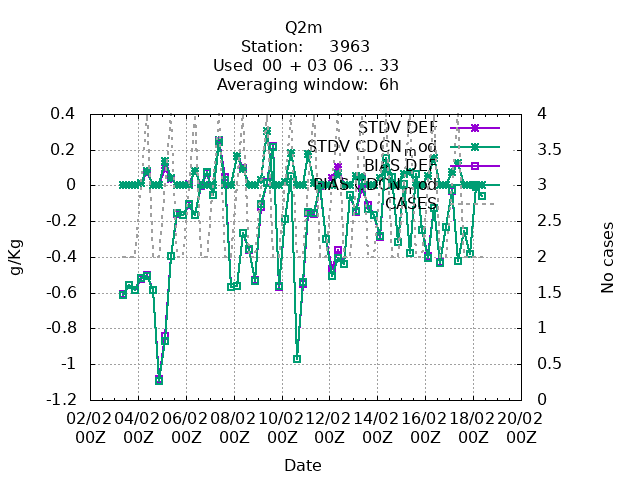 Q2m
Station: 3963
Used 00 + 03 06 ... 33
Averaging window: 6h
g/Kg
0.4
0.2
0
-0.2
-0.4
-0.6
-0.8
-1
-1.2
STDV DEF
STDV CDCN_mod
BIAS DEF
BIAS CDCN_mod
CASES
4
3.5
3
2.5
2
1.5
1
0.5
0
No cases
02/02 04/02 06/02 08/02 10/02 12/02 14/02 16/02 18/02 20/02
00Z 00Z 00Z 00Z 00Z 00Z 00Z 00Z 00Z 00Z
Date